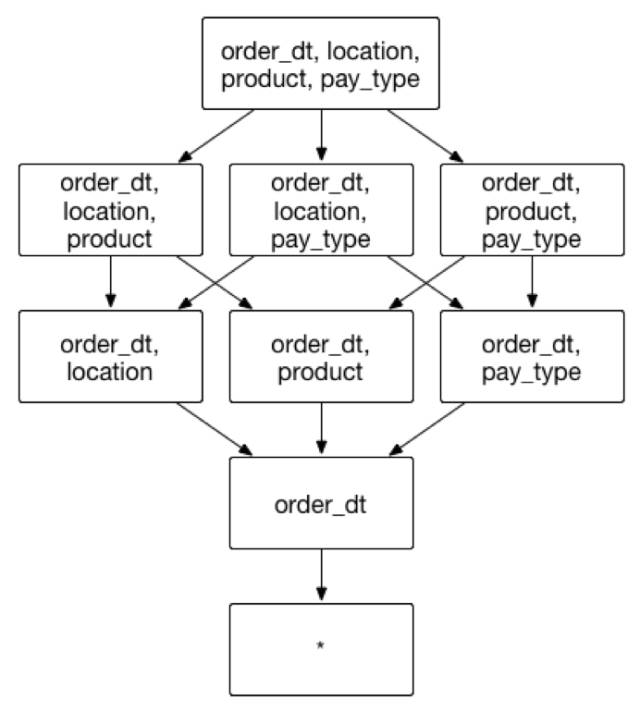 order_dt, location,
product, pay_type
order_dt,
location,
product
order_dt,
location,
pay_type
order_dt,
product,
pay_type
order_dt,
location
order_dt,
product
order_dt,
pay_type
order_dt
*